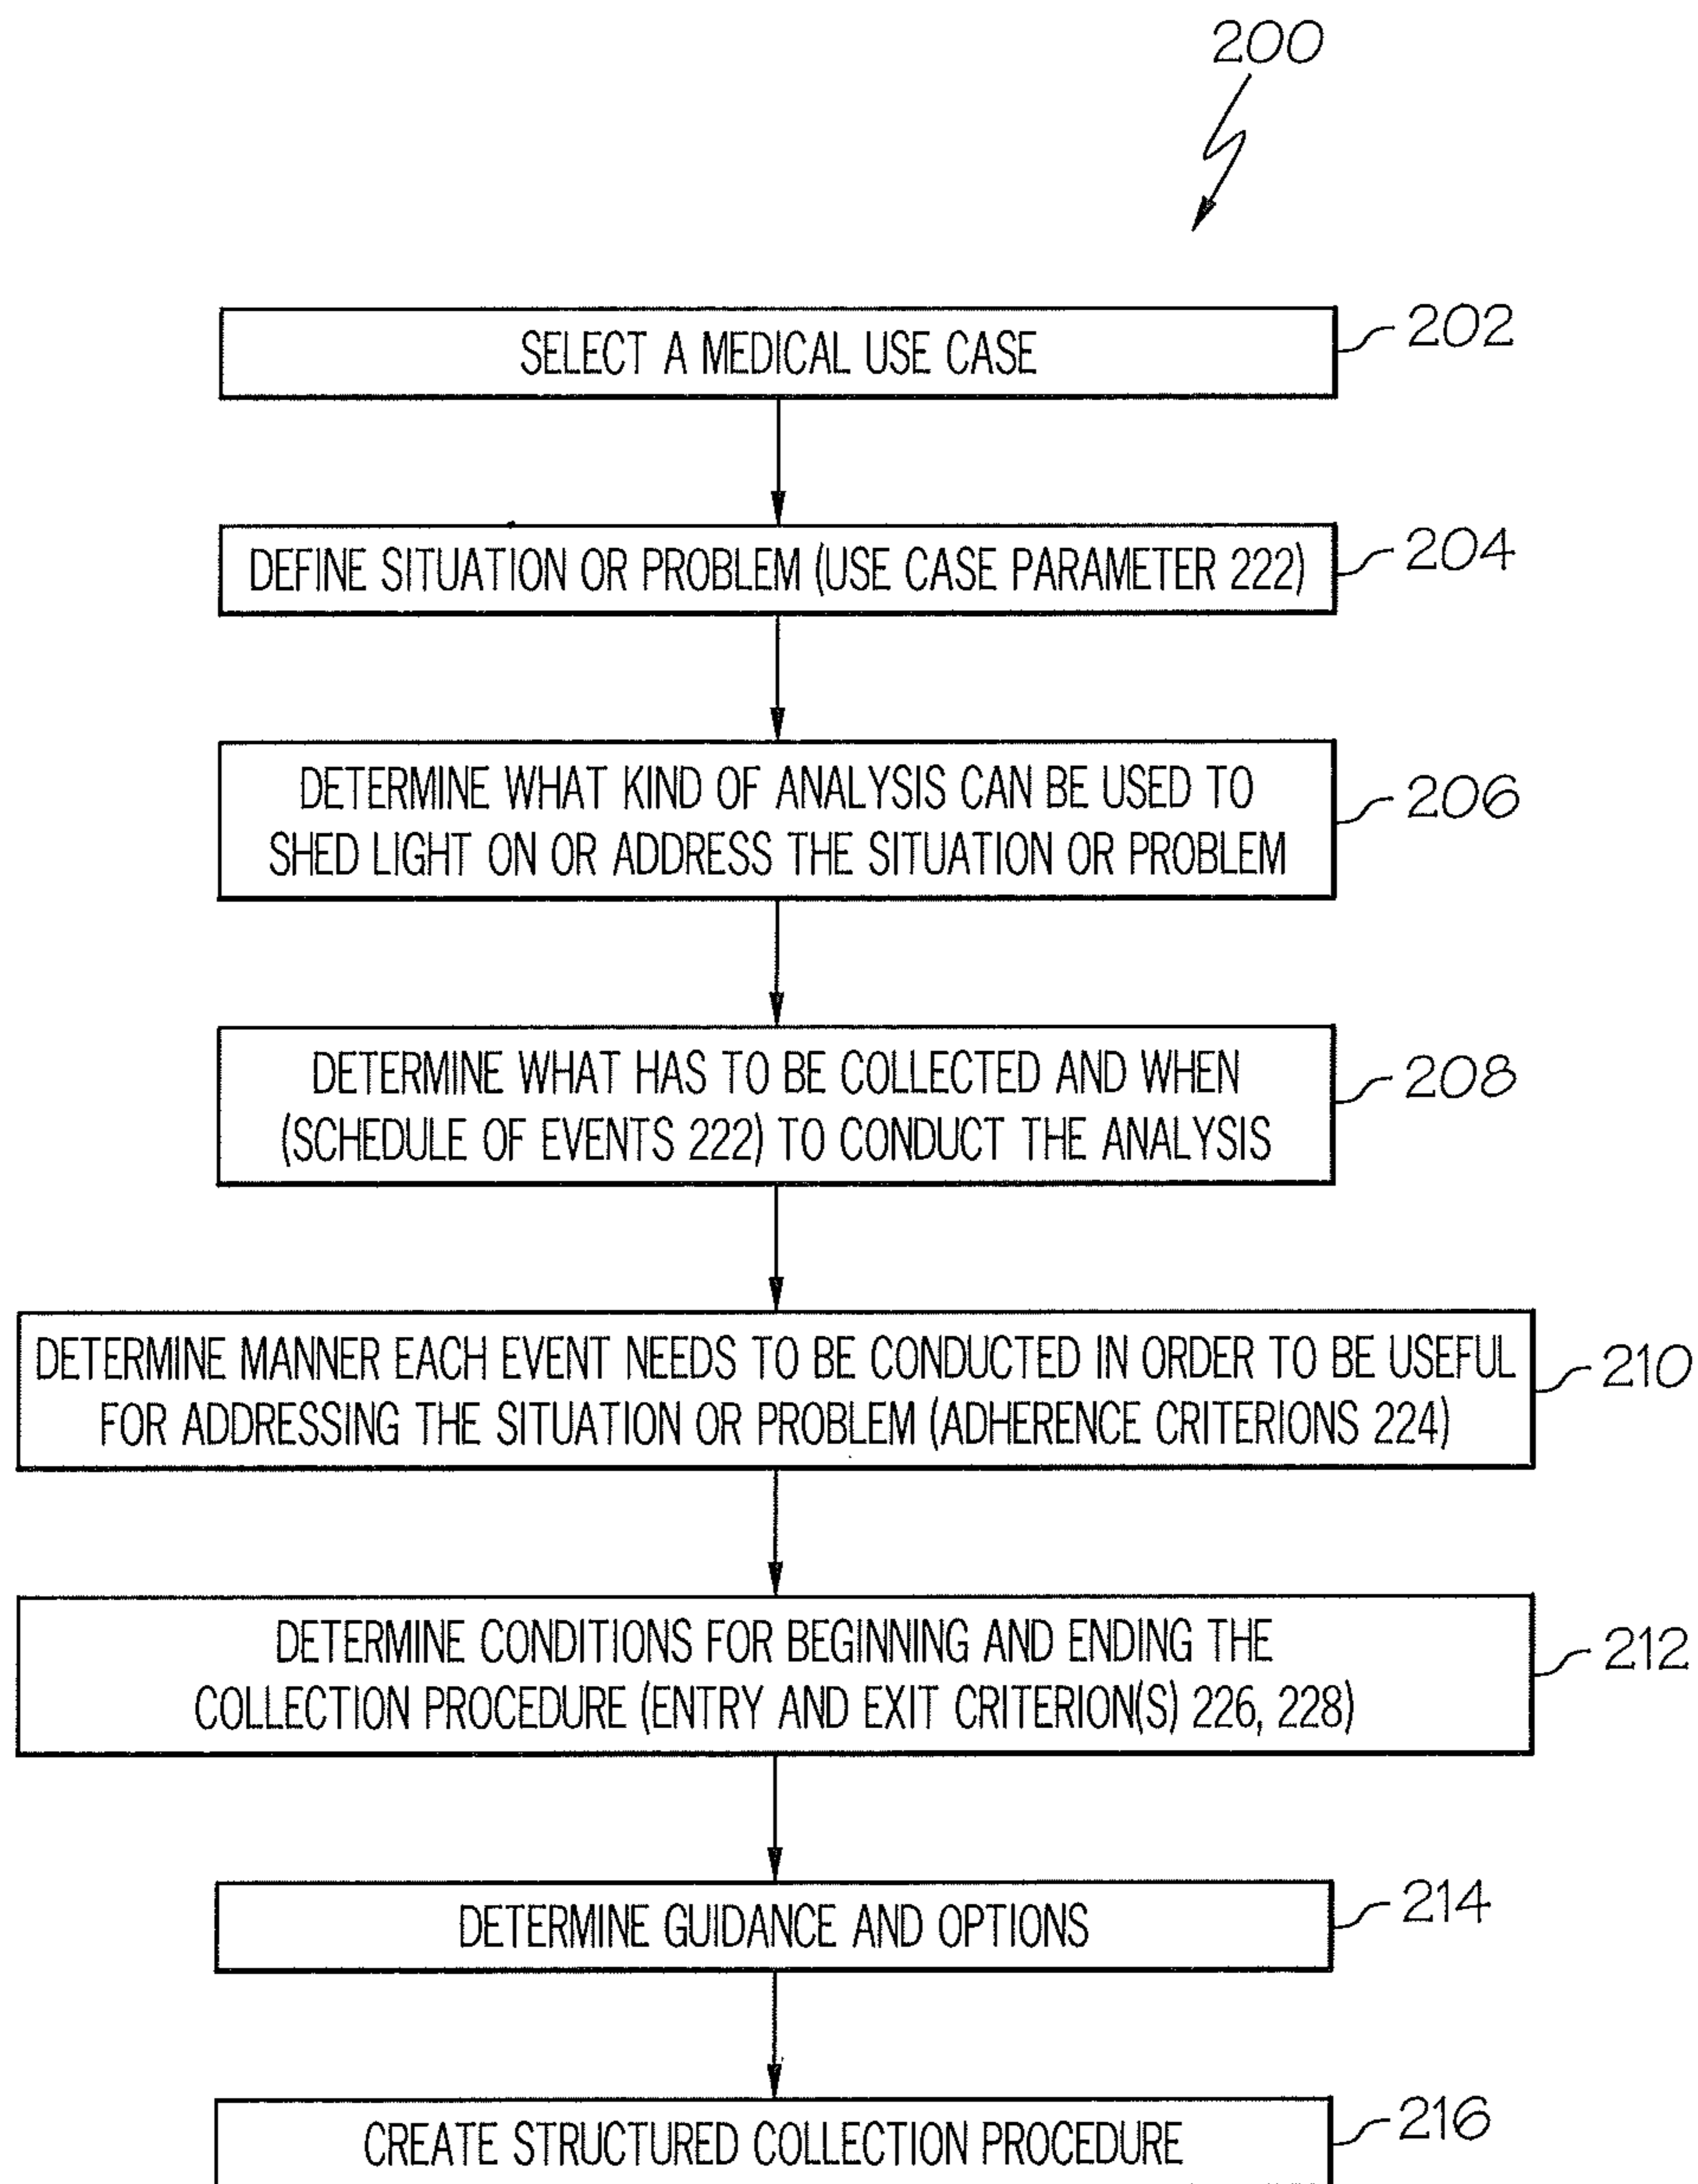 200
SELECT A MEDICAL USE CASE
202
DEFINE SITUATION OR PROBLEM (USE CASE PARAMETER 222)
204
DETERMINE WHAT KIND OF ANALYSIS CAN BE USED TO
SHED LIGHT ON OR ADDRESS THE SITUATION OR PROBLEM
206
DETERMINE WHAT HAS TO BE COLLECTED AND WHEN
(SCHEDULE OF EVENTS 222) TO CONDUCT THE ANALYSIS
208
DETERMINE MANNER EACH EVENT NEEDS TO BE CONDUCTED IN ORDER TO BE USEFUL
FOR ADDRESSING THE SITUATION OR PROBLEM (ADHERENCE CRITERIONS 224)
210
DETERMINE CONDITIONS FOR BEGINNING AND ENDING THE
COLLECTION PROCEDURE (ENTRY AND EXIT CRITERION(S) 226, 228)
212
DETERMINE GUIDANCE AND OPTIONS
214
CREATE STRUCTURED COLLECTION PROCEDURE
216